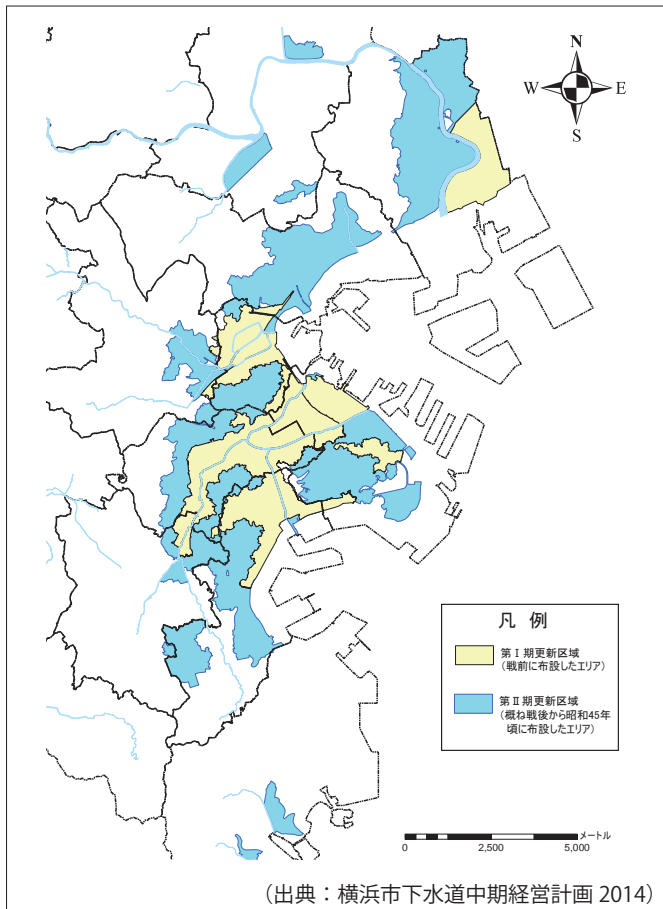 N
W E
S
凡 例
第Ⅰ期更新区域
(戦前に布設したエリア)
第Ⅱ期更新区域
(概ね戦後から昭和45年
頃に布設したエリア)
メートル
0 2,500 5,000
(出典:横浜市下水道中期経営計画 2014)